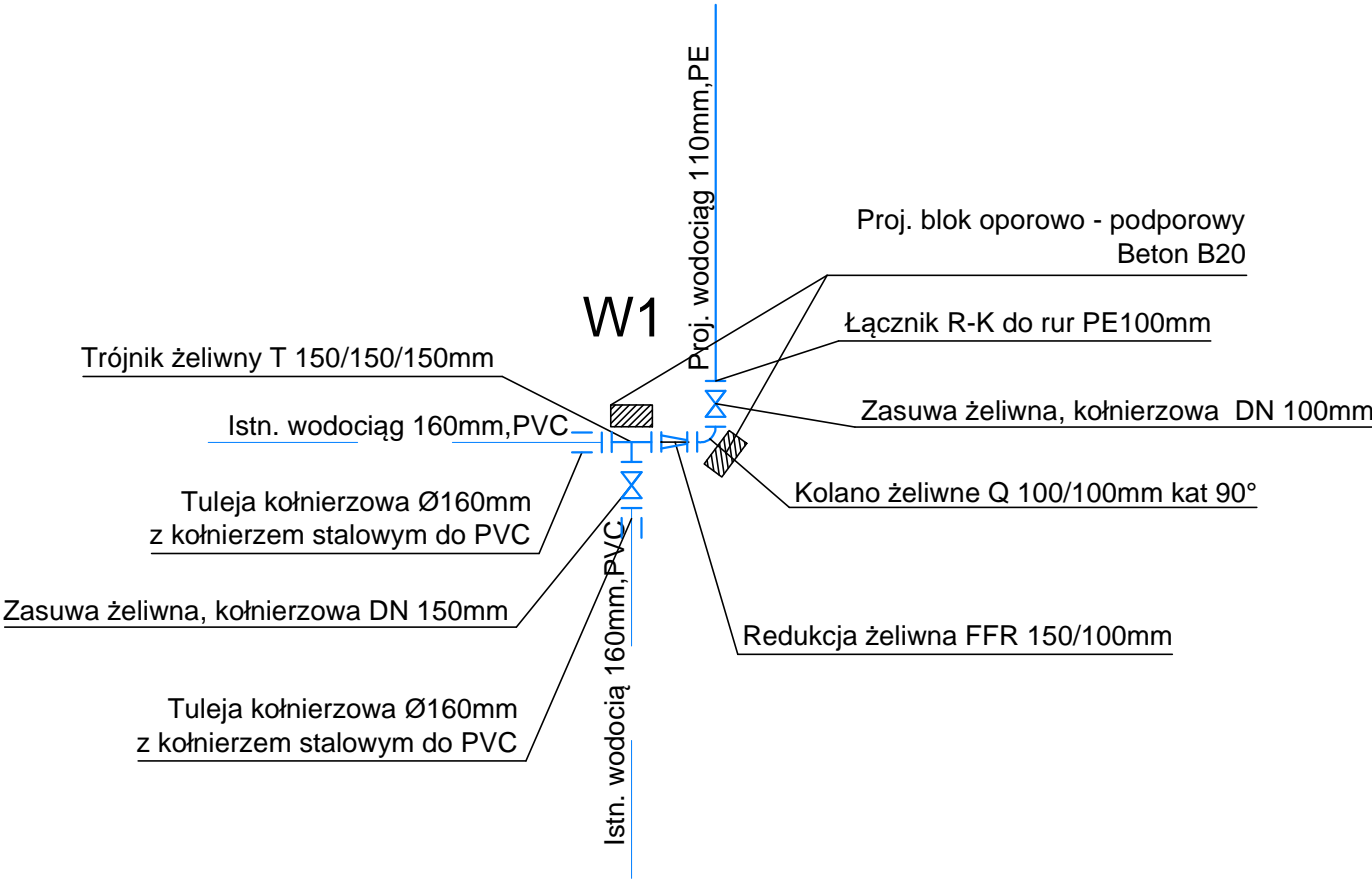 Proj. wodociąg 110mm,PE
Proj. blok oporowo - podporowy
Beton B20
W1
Łącznik R-K do rur PE100mm
Trójnik żeliwny T 150/150/150mm
Zasuwa żeliwna, kołnierzowa  DN 100mm
Istn. wodociąg 160mm,PVC
Kolano żeliwne Q 100/100mm kat 90°
Tuleja kołnierzowa Ø160mm
z kołnierzem stalowym do PVC
Zasuwa żeliwna, kołnierzowa DN 150mm
Redukcja żeliwna FFR 150/100mm
Istn. wodocią 160mm,PVC
Tuleja kołnierzowa Ø160mm
z kołnierzem stalowym do PVC